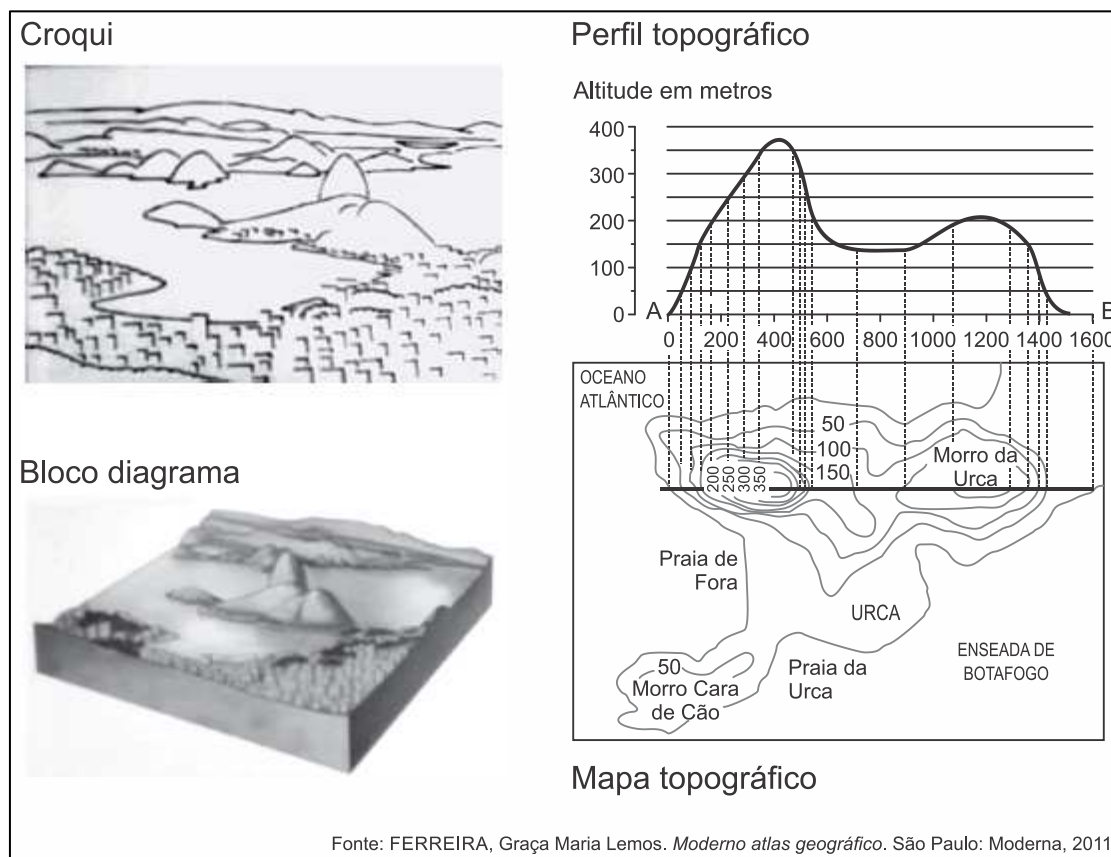 Croqui
Bloco diagrama
Perfil topográfico
Altitude em metros
400
300
200
100
0
A
B
0 200 400 600 800 1000 1200 1400 1600
OCEANO
ATLÂNTICO
50
100
150
200
250
300
350
Morro da
Urca
Praia de
Fora
URCA
ENSEADA DE
BOTAFOGO
Praia da
Urca
50
Morro Cara
de Cão
Mapa topográfico
Fonte: FERREIRA, Graça Maria Lemos. Moderno atlas geográfico. São Paulo: Moderna, 2011